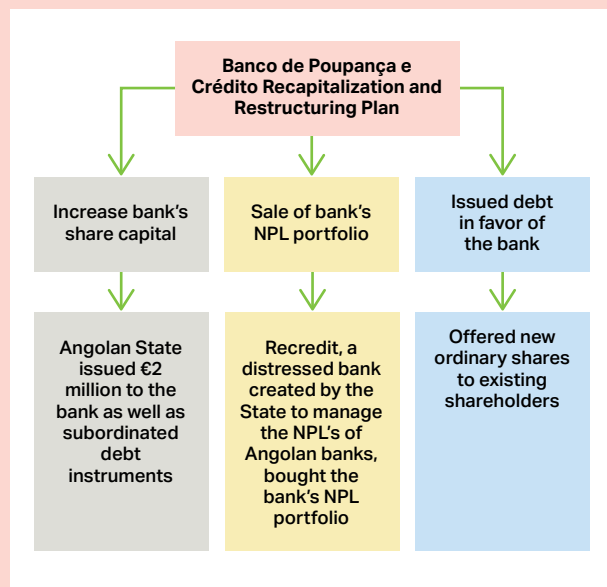 Banco de Poupança e
Crédito Recapitalization and
Restructuring Plan
Increase bank's
share capital
Sale of bank's
NPL portfolio
Issued debt
in favor of
the bank
Angolan State
issued €2
million to the
bank as well as
subordinated
debt
instruments
Recredit, a
distressed bank
created by the
State to manage
the NPL's of
Angolan banks,
bought the
bank's NPL
portfolio
Offered new
ordinary shares
to existing
shareholders